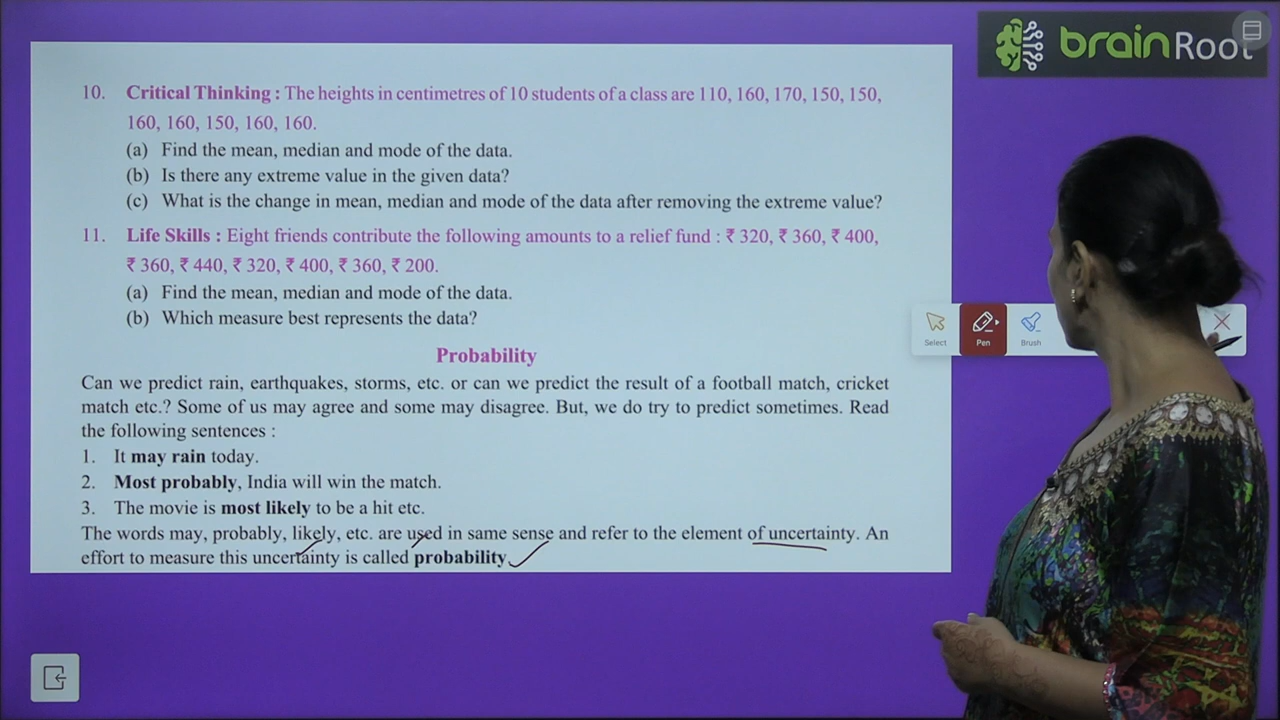 brainRoot
10. Critical Thinking : The heights in centimetres of 10 students of a class are 110, 160, 170, 150, 150,
160, 160, 150, 160, 160.
(a) Find the mean, median and mode of the data.
(b) Is there any extreme value in the given data?
(c) What is the change in mean, median and mode of the data after removing the extreme value?
11. Life Skills : Eight friends contribute the following amounts to a relief fund : ₹ 320, ₹ 360, ₹ 400,
₹ 360, ₹ 440, ₹ 320, ₹ 400, ₹ 360, ₹ 200.
(a) Find the mean, median and mode of the data.
(b) Which measure best represents the data?
Select Pen Brush
Probability
Can we predict rain, earthquakes, storms, etc. or can we predict the result of a football match, cricket
match etc.? Some of us may agree and some may disagree. But, we do try to predict sometimes. Read
the following sentences :
1. It may rain today.
2. Most probably, India will win the match.
3. The movie is most likely to be a hit etc.
The words may, probably, likely, etc. are used in same sense and refer to the element of uncertainty. An
effort to measure this uncertainty is called probability.